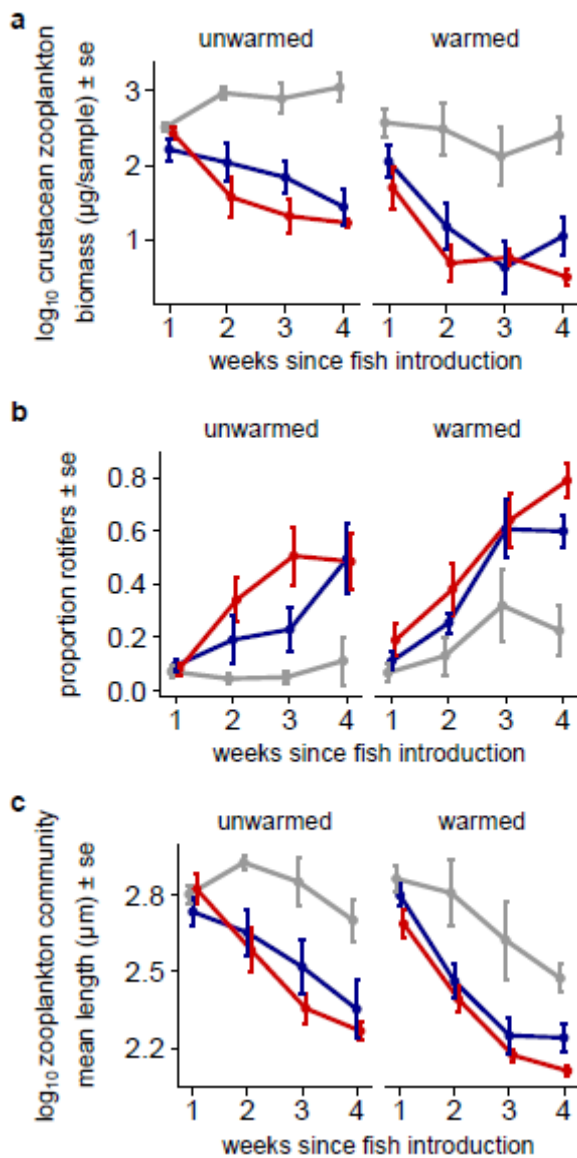 a
unwarmed warmed
log₁₀ crustacean zooplankton
biomass (µg/sample) ± se
3
2
1
1 2 3 4 1 2 3 4
weeks since fish introduction
b
unwarmed warmed
proportion rotifers ± se
0.8
0.6
0.4
0.2
0.0
1 2 3 4 1 2 3 4
weeks since fish introduction
c
unwarmed warmed
log₁₀ zooplankton community
mean length (µm) ± se
2.8
2.5
2.2
1 2 3 4 1 2 3 4
weeks since fish introduction